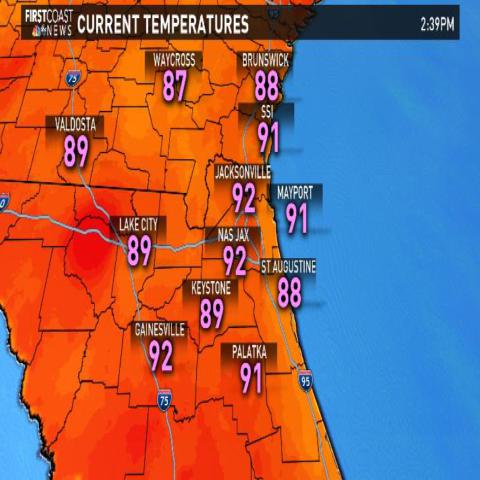 FIRST COAST
NEWS
CURRENT TEMPERATURES
2:39PM
WAYCROSS
87
BRUNSWICK
88
SSI
91
VALDOSTA
89
JACKSONVILLE
92
MAYPORT
91
LAKE CITY
89
NAS JAX
92
ST AUGUSTINE
88
KEYSTONE
89
GAINESVILLE
92
PALATKA
91
75
0
95
75